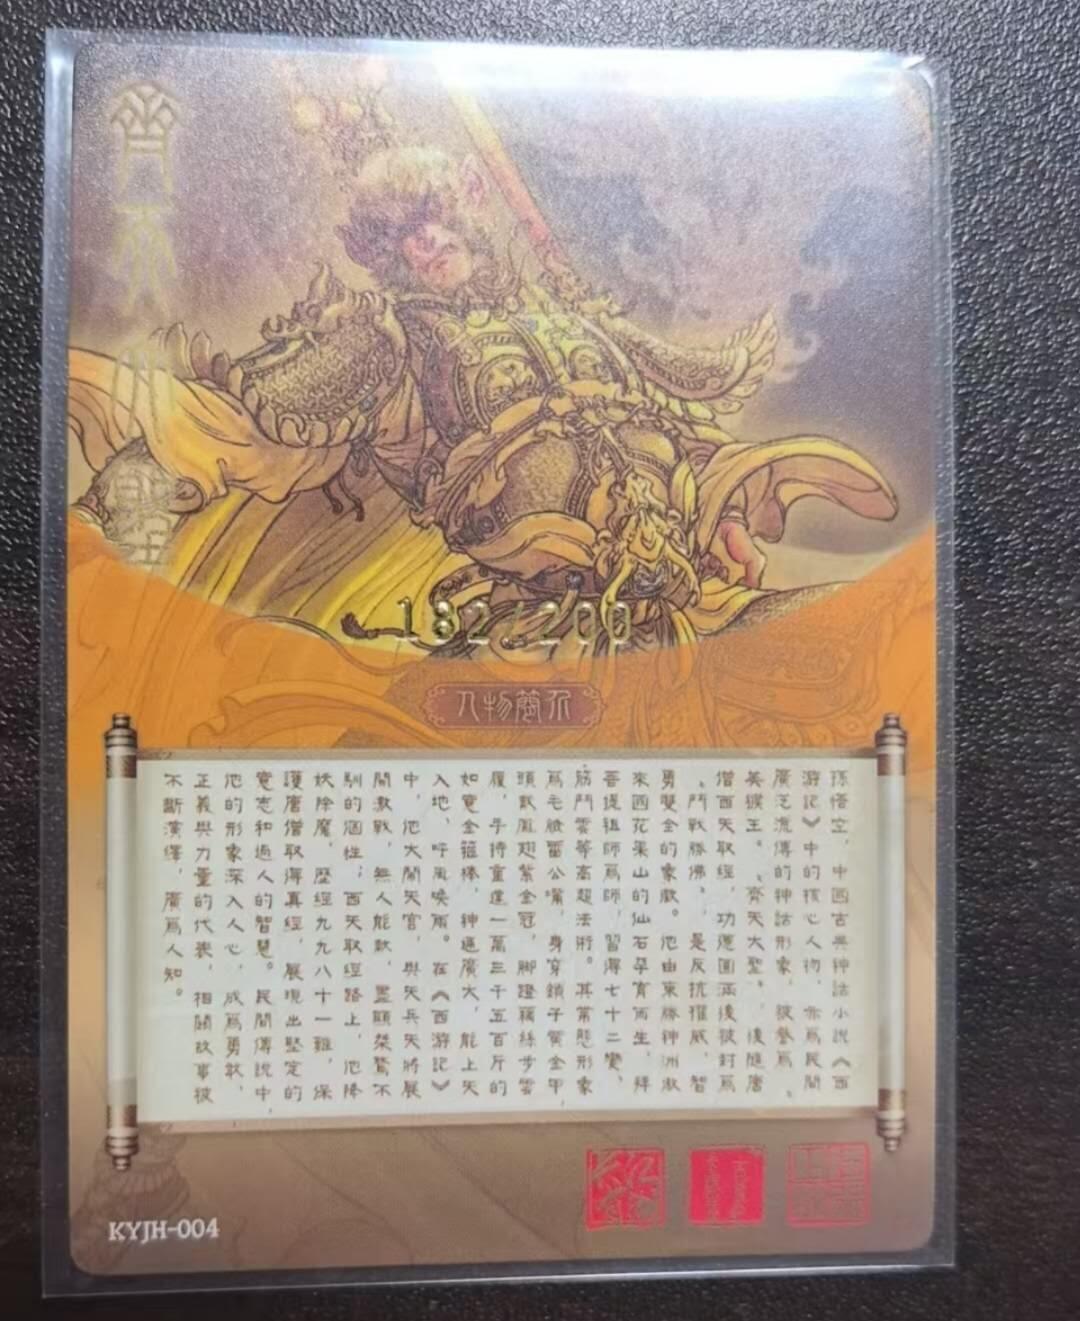 齊天大聖
182/200
人物簡介
孫悟空，中國古典神話小說《西
游記》中的核心人物，亦爲民間
廣泛流傳的神話形象，被譽爲"
美猴王"、"齊天大聖"，後隨唐
僧西天取經，功德圓滿後被封爲
"鬥戰勝佛"，是反抗權威，智
勇雙全的象徵。他由東勝神洲傲
來國花果山的仙石孕育而生，拜
菩提祖師爲師，習得七十二變、
筋鬥雲等高超法術。其常態形象
爲毛臉雷公嘴，身穿鎖子黃金甲，
頭戴鳳翅紫金冠，腳蹬藕絲步雲
履，手持重達一萬三千五百斤的
如意金箍棒，神通廣大，能上天
入地，呼風喚雨。在《西游記》
中，他大鬧天宮，與天兵天將展
開激戰，無人能敵，盡顯桀驁不
馴的個性；西天取經路上，他降
妖除魔，歷經九九八十一難，保
護唐僧取得真經，展現出堅定的
意志和過人的智慧。民間傳說中，
他的形象深入人心，成爲勇敢、
正義與力量的代表，相關故事被
不斷演繹，廣爲人知。
KYJH-004